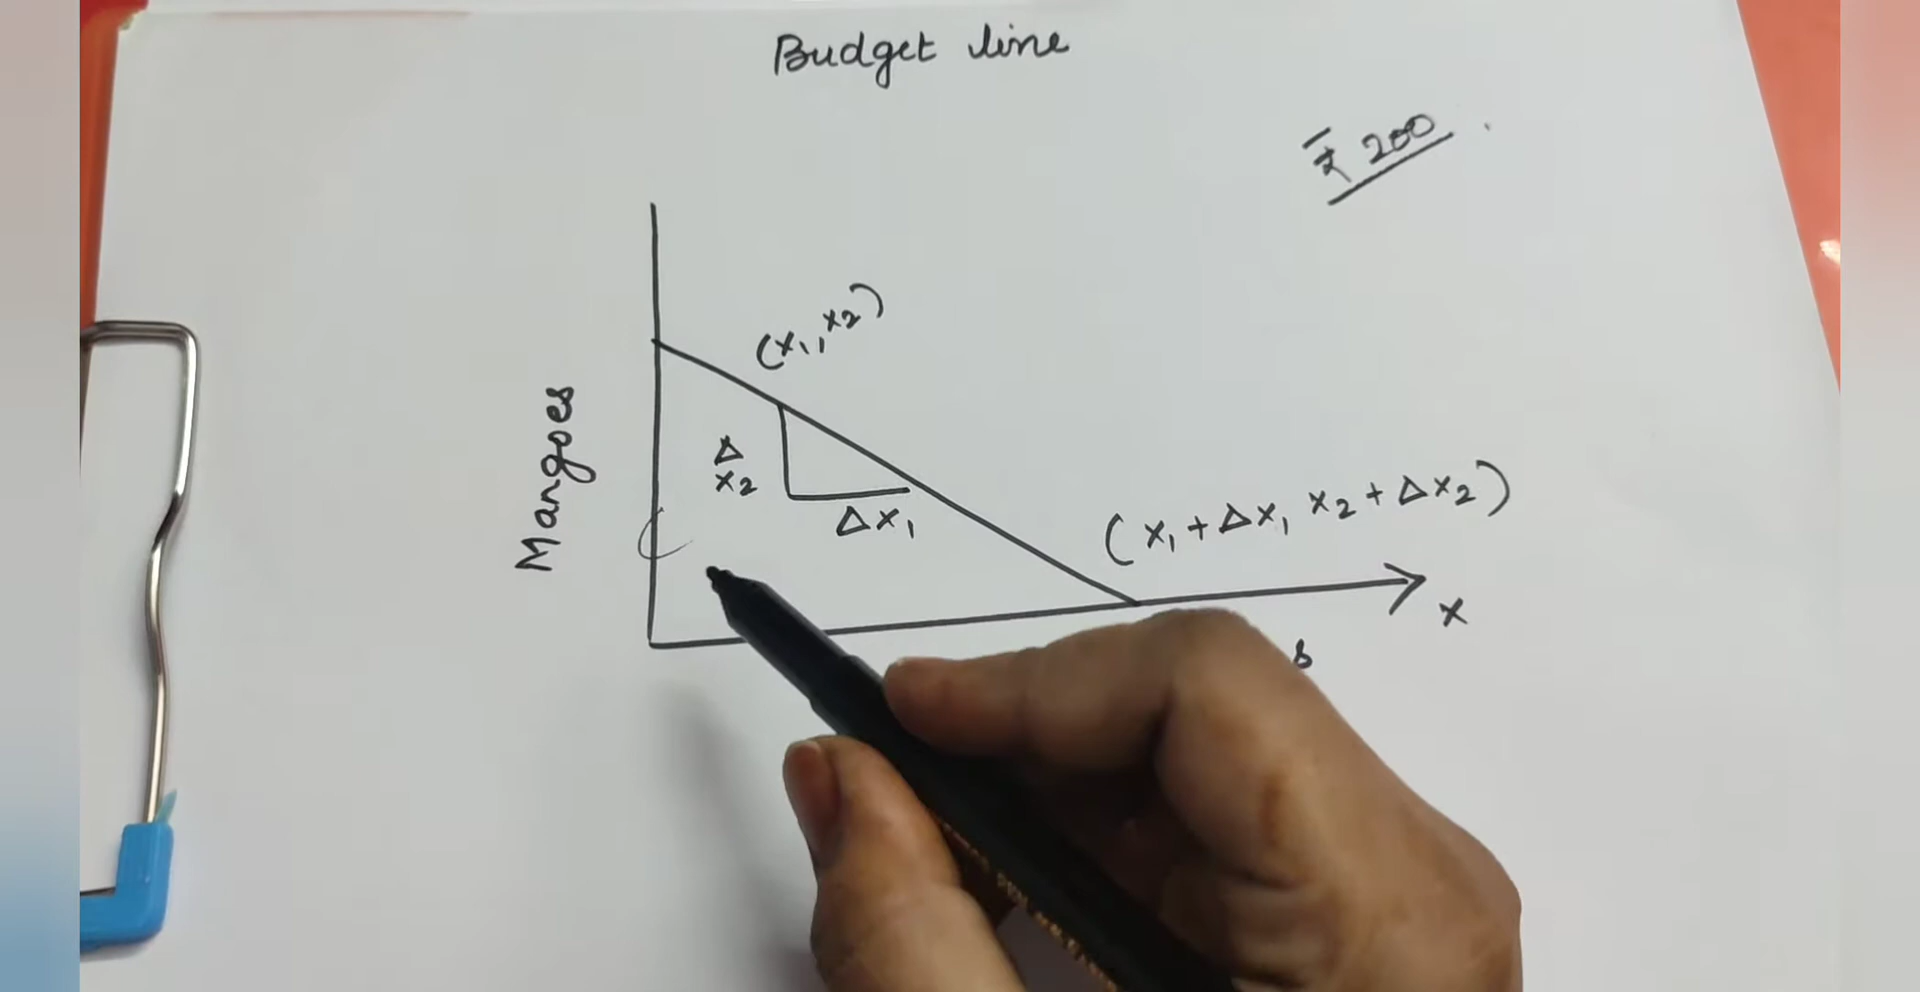 Budget line
₹ 200
(x₁, x₂)
Mangoes
Δ
x₂
Δx₁
(x₁ + Δx₁ x₂ + Δx₂)
x